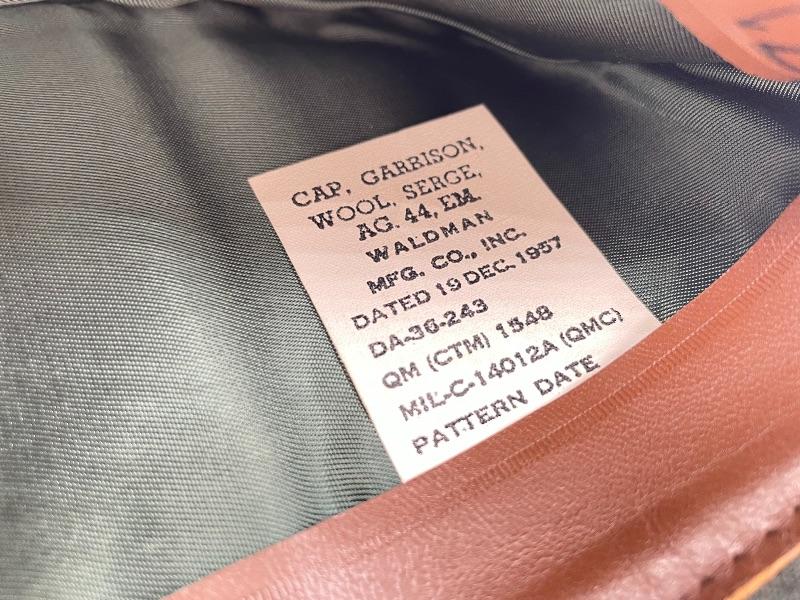 CAP, GARRISON,
WOOL, SERGE,
AG. 44, EM.
WALDMAN
MFG. CO., INC.
DATED 19 DEC. 1957
DA-36-243
QM (CTM) 1548
MIL-C-14012A (QMC)
PATTERN DATE